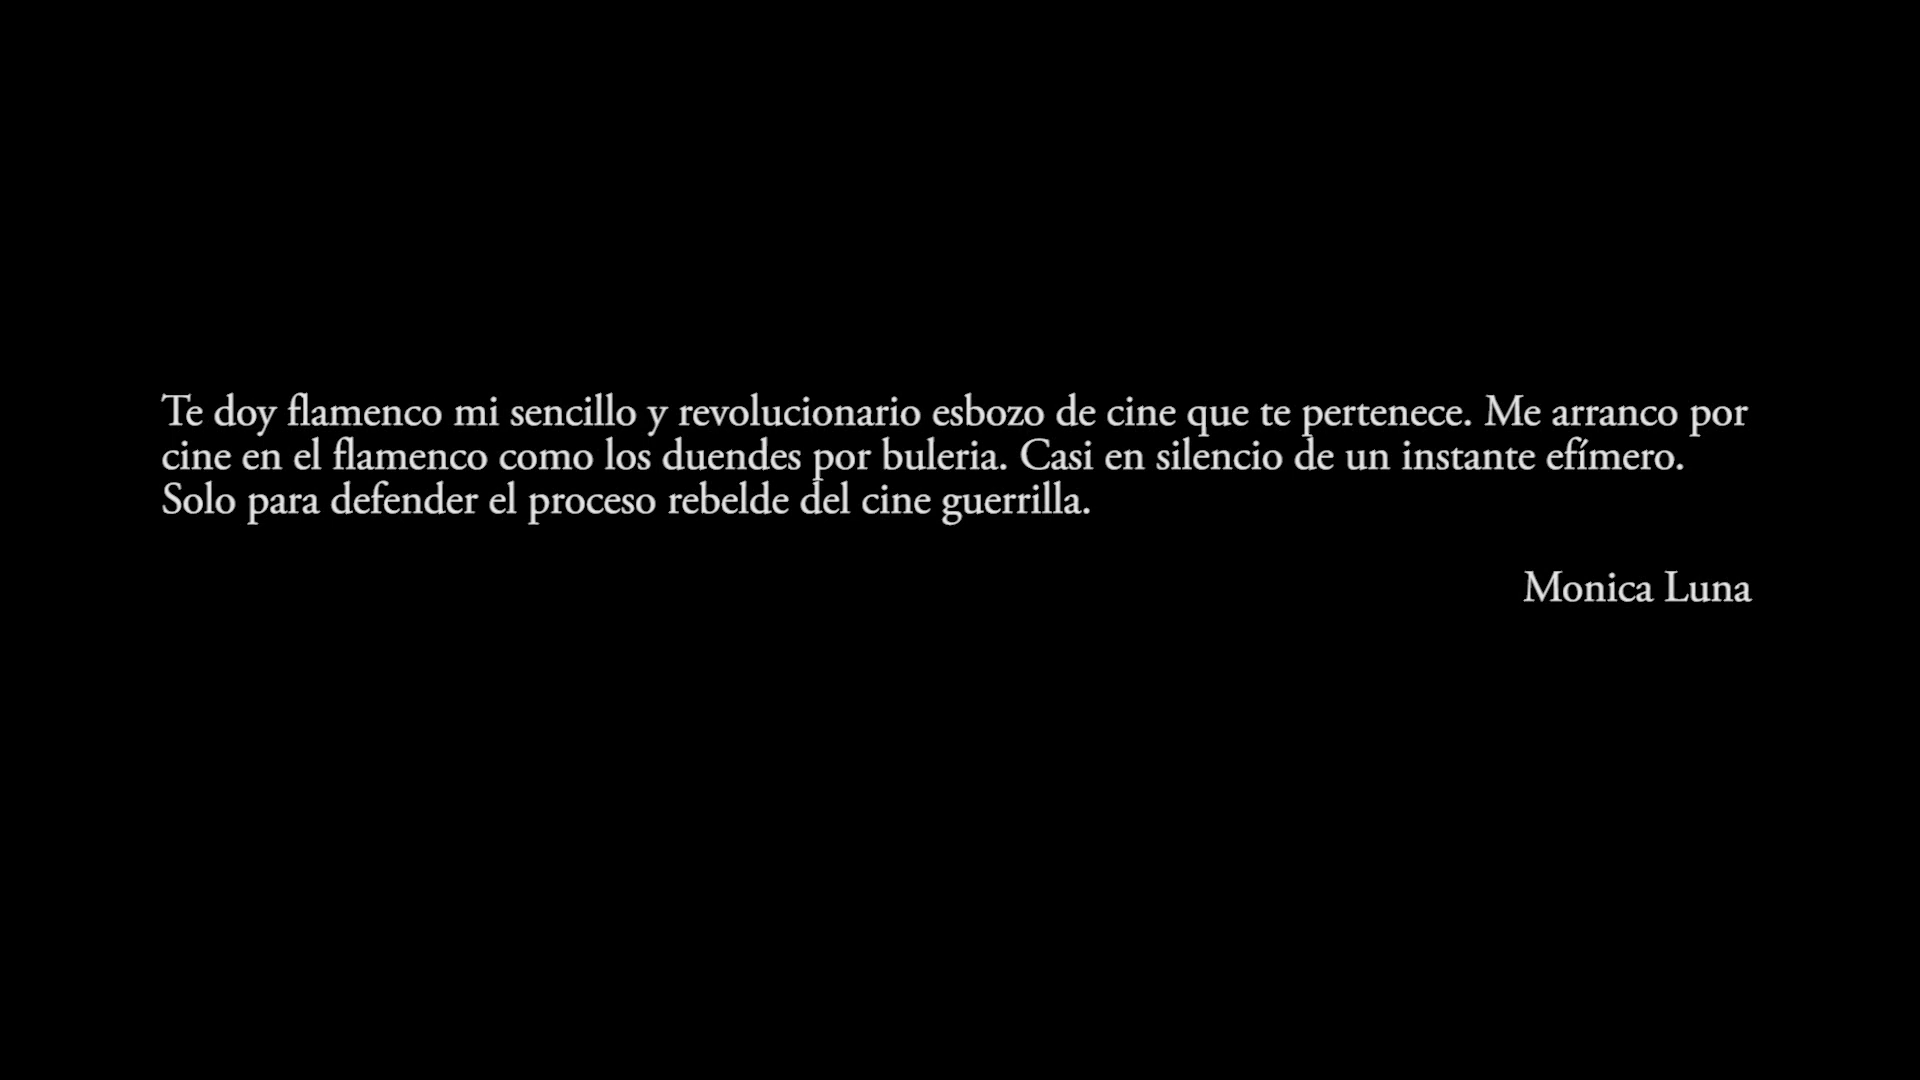 Te doy flamenco mi sencillo y revolucionario esbozo de cine que te pertenece. Me arranco por
cine en el flamenco como los duendes por buleria. Casi en silencio de un instante efímero.
Solo para defender el proceso rebelde del cine guerrilla.
Monica Luna